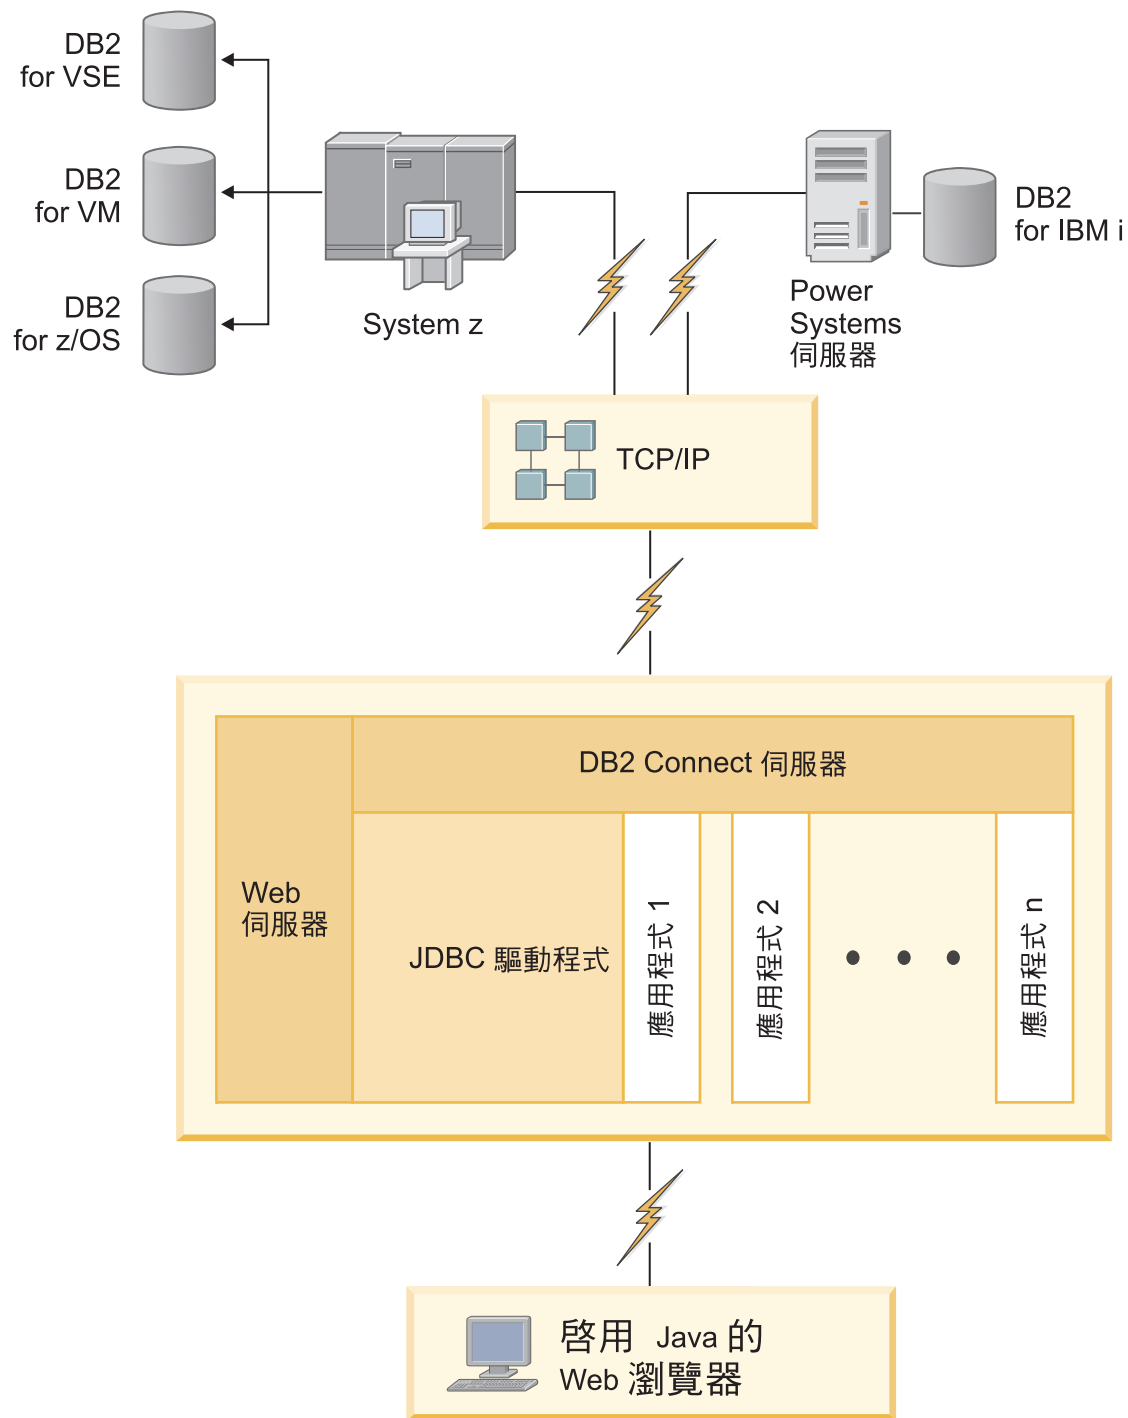 DB2
for VSE
DB2
for VM
DB2
for z/OS
System z
Power
Systems
伺服器
DB2
for IBM i
TCP/IP
DB2 Connect 伺服器
Web
伺服器
JDBC 驅動程式
應用程式 1
應用程式 2
應用程式 n
啓用 Java 的
Web 瀏覽器